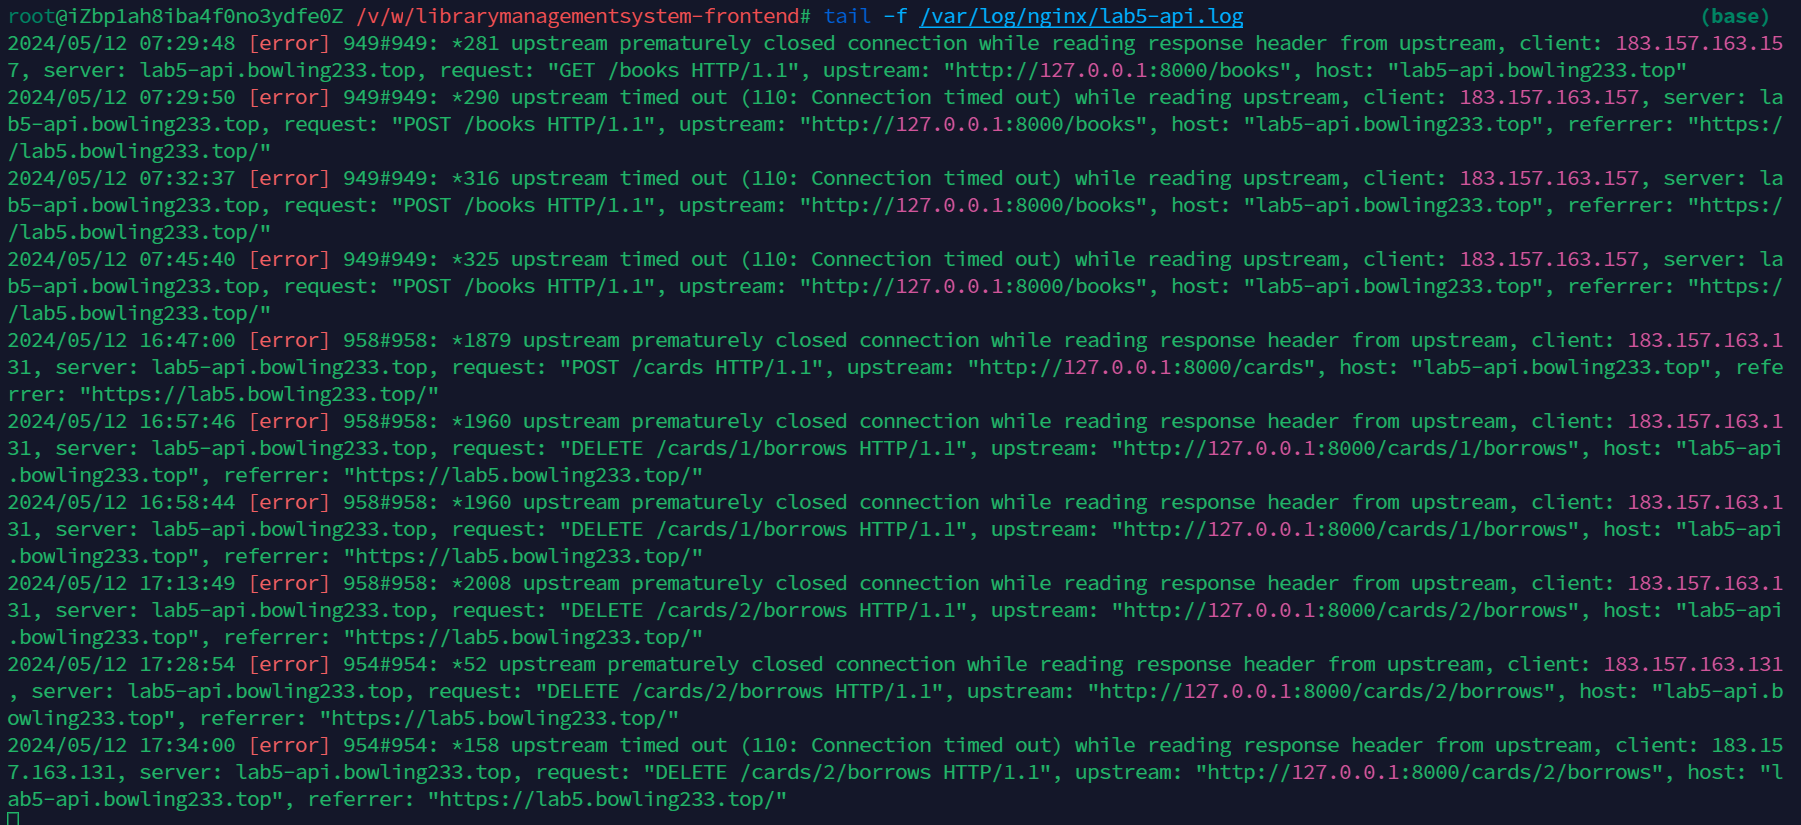 root@iZbp1ah8iba4f0no3ydfe0Z /v/w/librarymanagementsystem-frontend# tail -f /var/log/nginx/lab5-api.log (base)
2024/05/12 07:29:48 [error] 949#949: *281 upstream prematurely closed connection while reading response header from upstream, client: 183.157.163.15
7, server: lab5-api.bowling233.top, request: "GET /books HTTP/1.1", upstream: "http://127.0.0.1:8000/books", host: "lab5-api.bowling233.top"
2024/05/12 07:29:50 [error] 949#949: *290 upstream timed out (110: Connection timed out) while reading upstream, client: 183.157.163.157, server: la
b5-api.bowling233.top, request: "POST /books HTTP/1.1", upstream: "http://127.0.0.1:8000/books", host: "lab5-api.bowling233.top", referrer: "https:/
/lab5.bowling233.top/"
2024/05/12 07:32:37 [error] 949#949: *316 upstream timed out (110: Connection timed out) while reading upstream, client: 183.157.163.157, server: la
b5-api.bowling233.top, request: "POST /books HTTP/1.1", upstream: "http://127.0.0.1:8000/books", host: "lab5-api.bowling233.top", referrer: "https:/
/lab5.bowling233.top/"
2024/05/12 07:45:40 [error] 949#949: *325 upstream timed out (110: Connection timed out) while reading upstream, client: 183.157.163.157, server: la
b5-api.bowling233.top, request: "POST /books HTTP/1.1", upstream: "http://127.0.0.1:8000/books", host: "lab5-api.bowling233.top", referrer: "https:/
/lab5.bowling233.top/"
2024/05/12 16:47:00 [error] 958#958: *1879 upstream prematurely closed connection while reading response header from upstream, client: 183.157.163.1
31, server: lab5-api.bowling233.top, request: "POST /cards HTTP/1.1", upstream: "http://127.0.0.1:8000/cards", host: "lab5-api.bowling233.top", refe
rrer: "https://lab5.bowling233.top/"
2024/05/12 16:57:46 [error] 958#958: *1960 upstream prematurely closed connection while reading response header from upstream, client: 183.157.163.1
31, server: lab5-api.bowling233.top, request: "DELETE /cards/1/borrows HTTP/1.1", upstream: "http://127.0.0.1:8000/cards/1/borrows", host: "lab5-api
.bowling233.top", referrer: "https://lab5.bowling233.top/"
2024/05/12 16:58:44 [error] 958#958: *1960 upstream prematurely closed connection while reading response header from upstream, client: 183.157.163.1
31, server: lab5-api.bowling233.top, request: "DELETE /cards/1/borrows HTTP/1.1", upstream: "http://127.0.0.1:8000/cards/1/borrows", host: "lab5-api
.bowling233.top", referrer: "https://lab5.bowling233.top/"
2024/05/12 17:13:49 [error] 958#958: *2008 upstream prematurely closed connection while reading response header from upstream, client: 183.157.163.1
31, server: lab5-api.bowling233.top, request: "DELETE /cards/2/borrows HTTP/1.1", upstream: "http://127.0.0.1:8000/cards/2/borrows", host: "lab5-api
.bowling233.top", referrer: "https://lab5.bowling233.top/"
2024/05/12 17:28:54 [error] 954#954: *52 upstream prematurely closed connection while reading response header from upstream, client: 183.157.163.131
, server: lab5-api.bowling233.top, request: "DELETE /cards/2/borrows HTTP/1.1", upstream: "http://127.0.0.1:8000/cards/2/borrows", host: "lab5-api.b
owling233.top", referrer: "https://lab5.bowling233.top/"
2024/05/12 17:34:00 [error] 954#954: *158 upstream timed out (110: Connection timed out) while reading response header from upstream, client: 183.15
7.163.131, server: lab5-api.bowling233.top, request: "DELETE /cards/2/borrows HTTP/1.1", upstream: "http://127.0.0.1:8000/cards/2/borrows", host: "l
ab5-api.bowling233.top", referrer: "https://lab5.bowling233.top/"